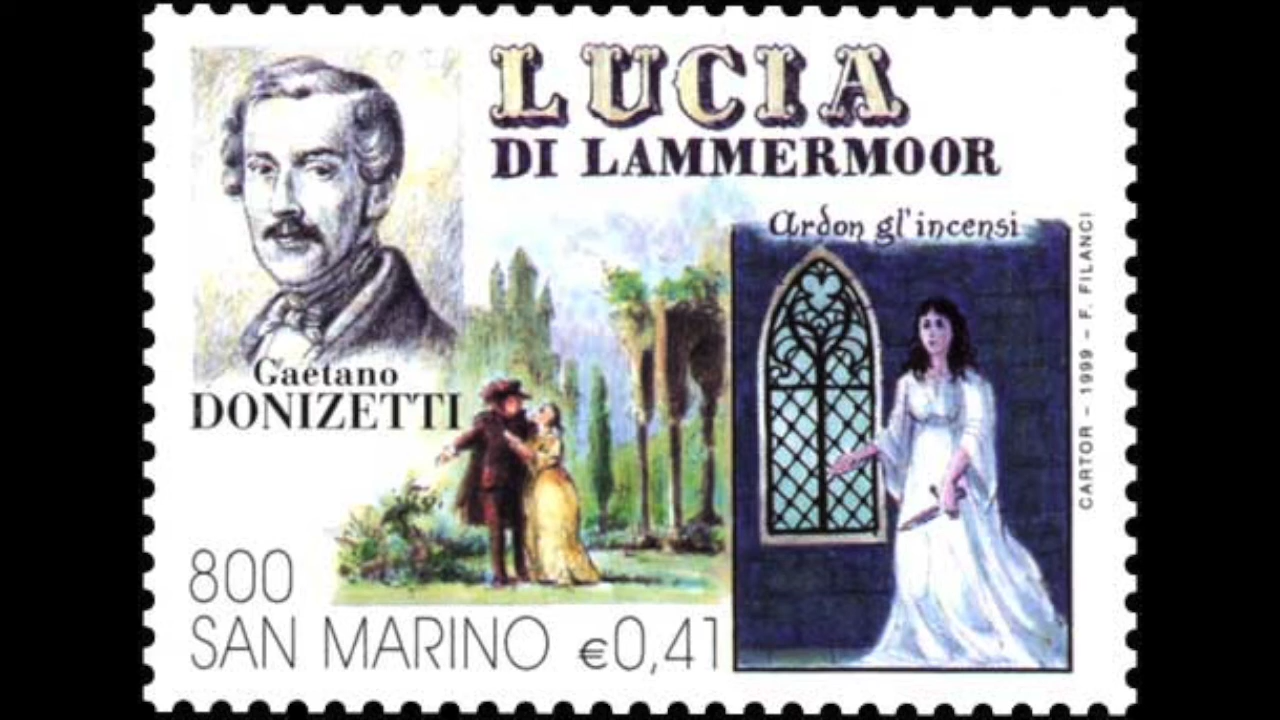 LUCIA
DI LAMMERMOOR
Ardon gl'incensi
Gaetano
DONIZETTI
800
SAN MARINO €0,41
CARTOR – 1999 – F. FILANCI